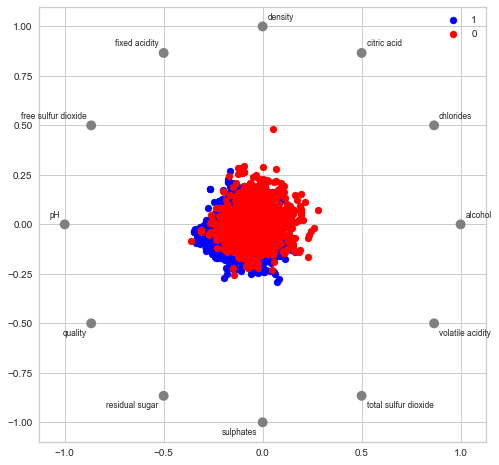 density
1
0
fixed acidity
citric acid
free sulfur dioxide
chlorides
pH
alcohol
quality
volatile acidity
residual sugar
total sulfur dioxide
sulphates
1.00
0.75
0.50
0.25
0.00
−0.25
−0.50
−0.75
−1.00
−1.0
−0.5
0.0
0.5
1.0